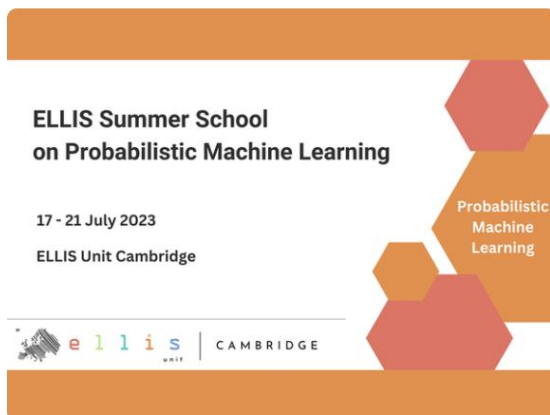 ELLIS Summer School
on Probabilistic Machine Learning
17 - 21 July 2023
ELLIS Unit Cambridge
Probabilistic
Machine
Learning
ellis
unit
CAMBRIDGE